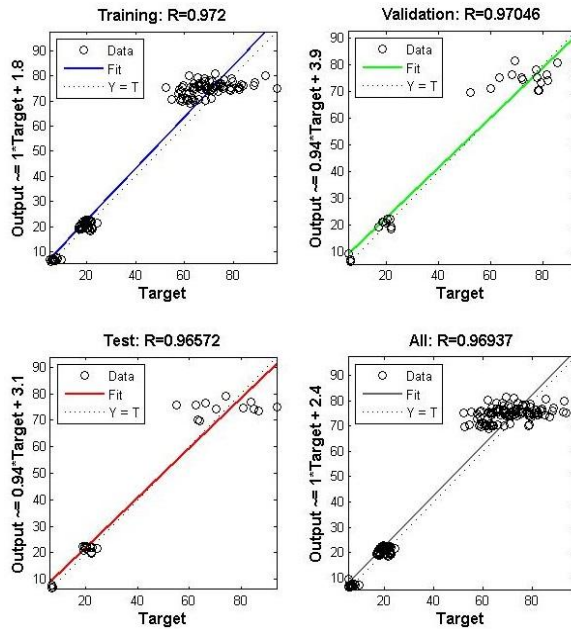 Training: R=0.972
Output ~= 1*Target + 1.8
90
80
70
60
50
40
30
20
10
Data
Fit
Y = T
20 40 60 80
Target
Validation: R=0.97046
Output ~= 0.94*Target + 3.9
90
80
70
60
50
40
30
20
10
Data
Fit
Y = T
20 40 60 80
Target
Test: R=0.96572
Output ~= 0.94*Target + 3.1
90
80
70
60
50
40
30
20
10
Data
Fit
Y = T
20 40 60 80
Target
All: R=0.96937
Output ~= 1*Target + 2.4
90
80
70
60
50
40
30
20
10
Data
Fit
Y = T
20 40 60 80
Target